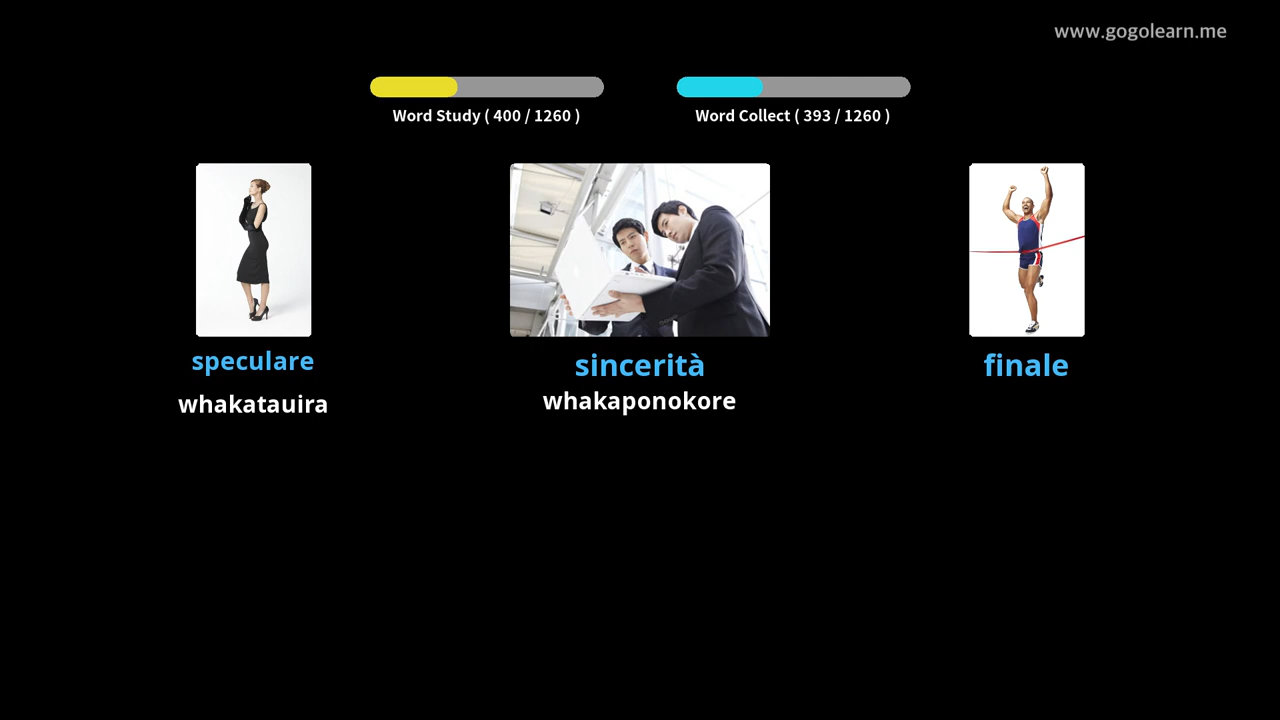 www.gogolearn.me
Word Study ( 400 / 1260 )
Word Collect ( 393 / 1260 )
speculare
whakatauira
sincerità
whakaponokore
finale